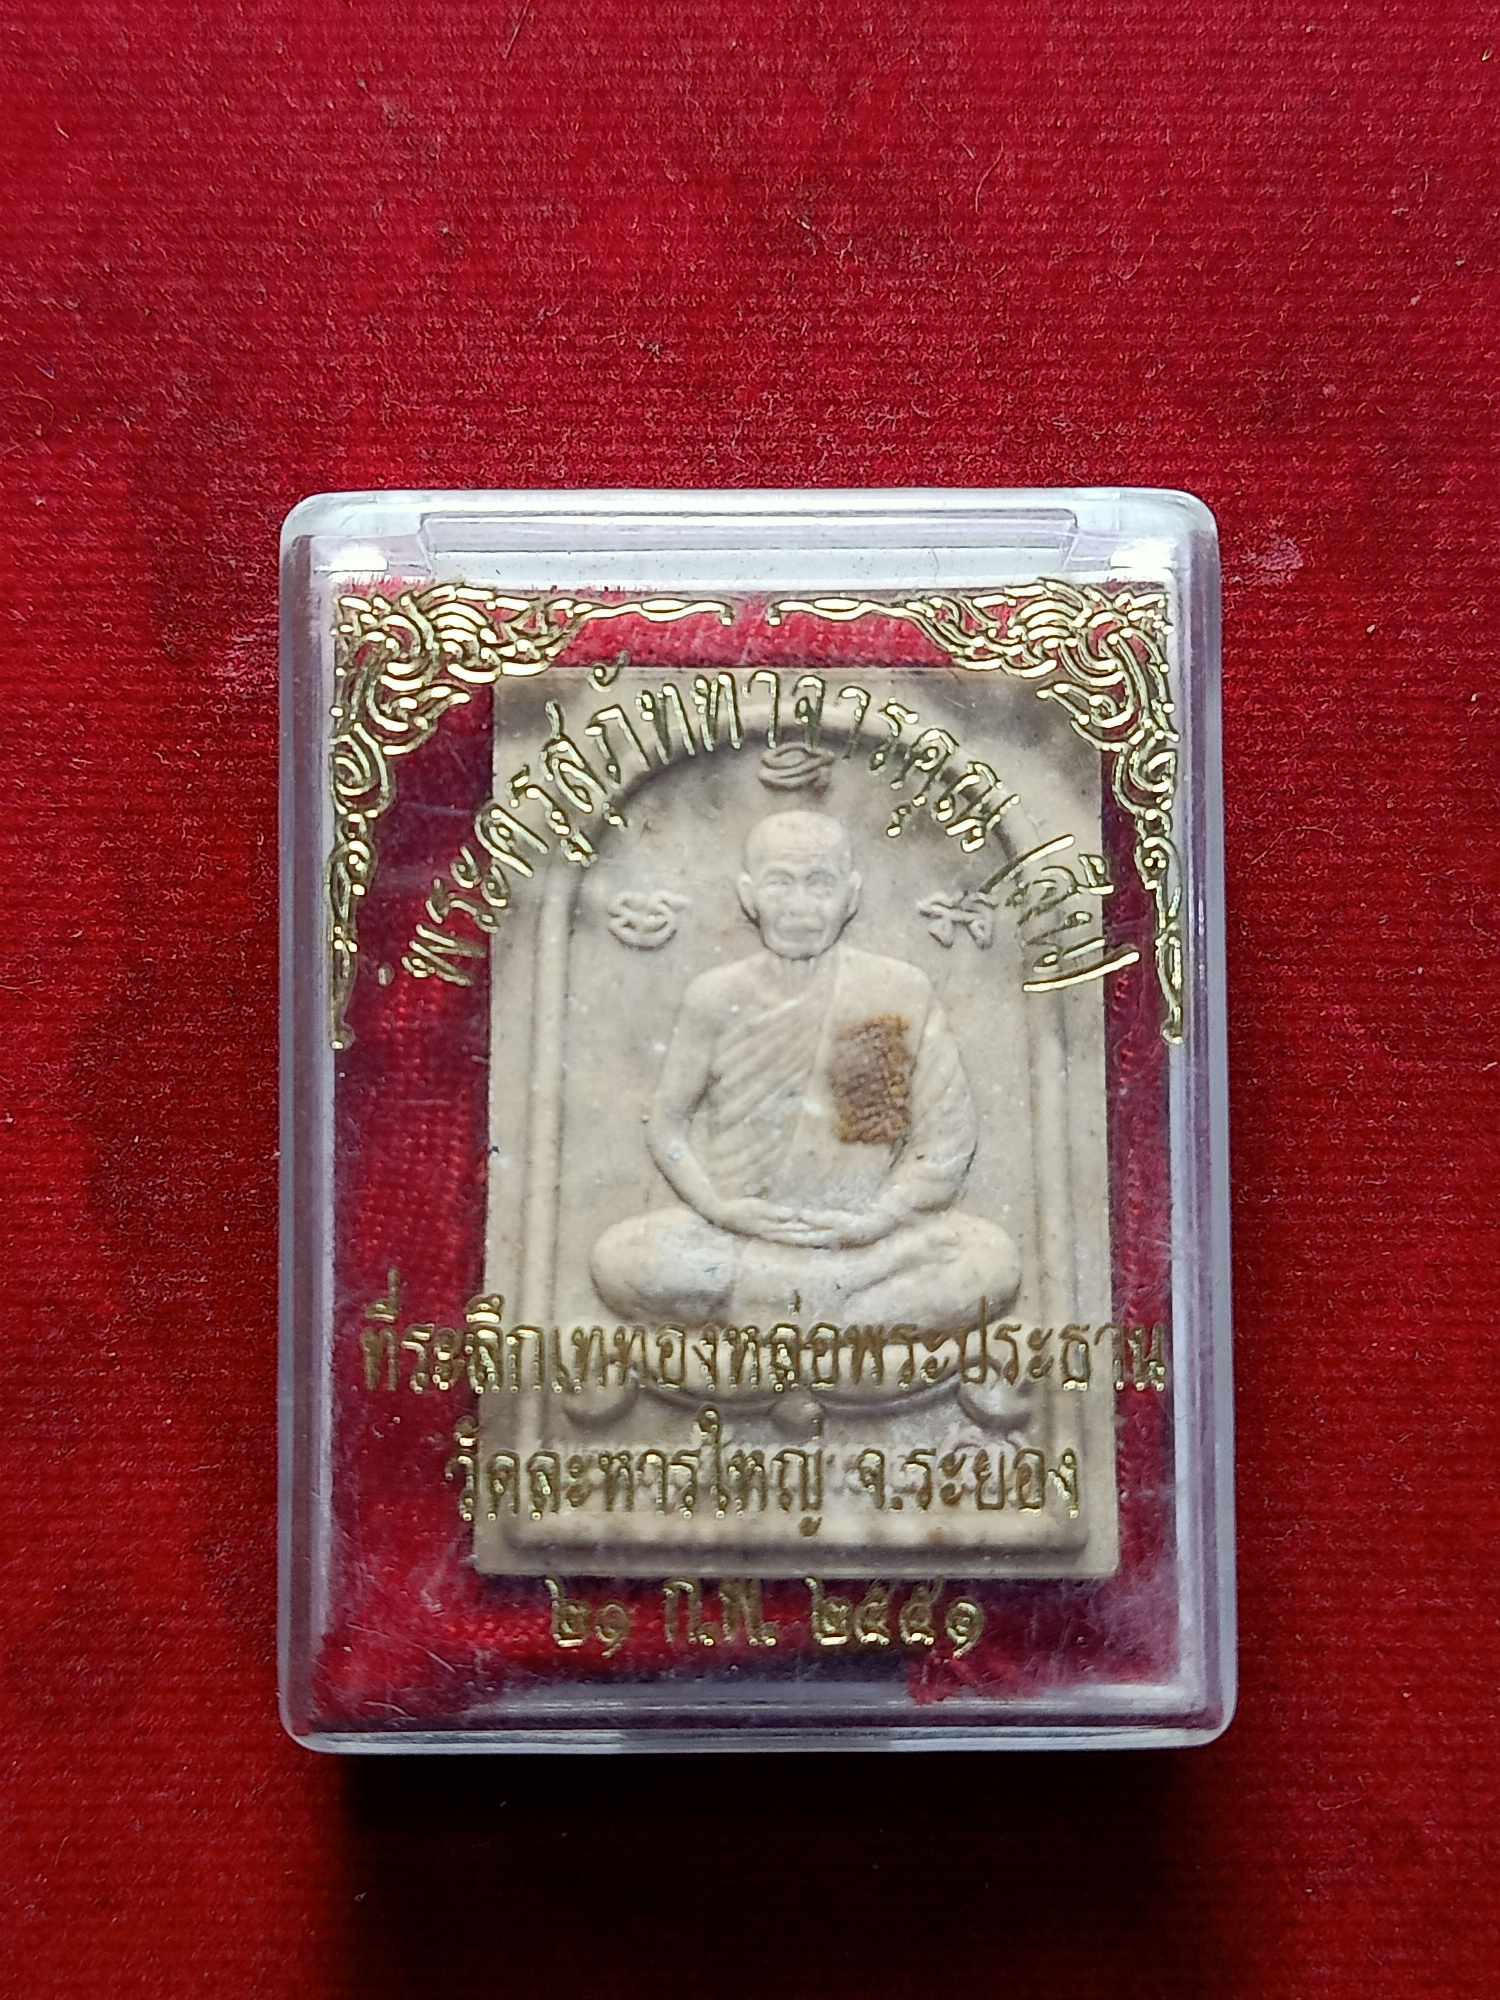 พระครูสุภัททาจารคุณ (สิน)
ที่ระลึกเททองหล่อพระประธาน
วัดละหารใหญ่ จ.ระยอง
๒๑ ก.พ. ๒๕๕๑